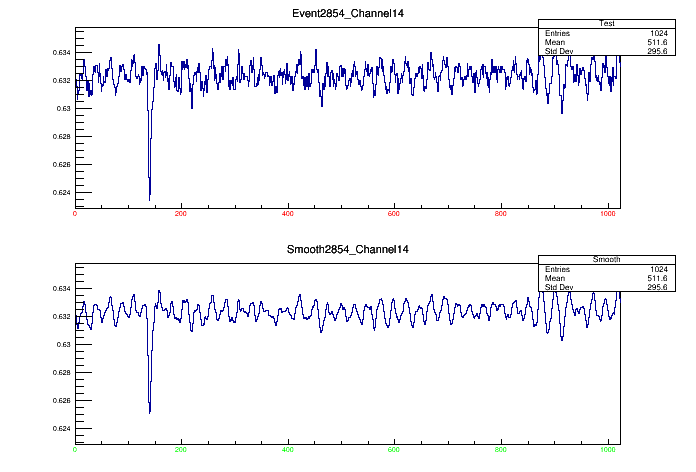 Event2854_Channel14
Test
Entries 1024
Mean 511.6
Std Dev 295.6
0.634
0.632
0.63
0.628
0.626
0.624
0 200 400 600 800 1000
Smooth2854_Channel14
Smooth
Entries 1024
Mean 511.6
Std Dev 295.6
0.634
0.632
0.63
0.628
0.626
0.624
0 200 400 600 800 1000